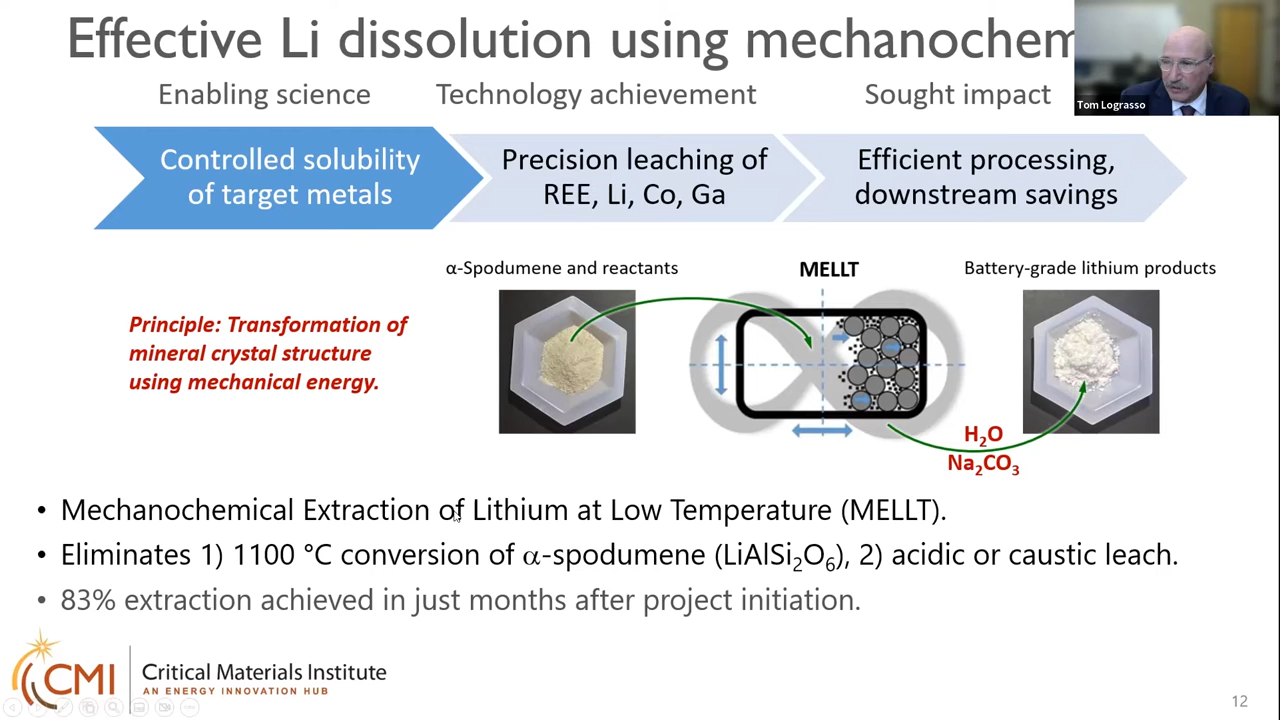 Effective Li dissolution using mechanochem
Tom Lograsso
Enabling science
Technology achievement
Sought impact
Controlled solubility
of target metals
Precision leaching of
REE, Li, Co, Ga
Efficient processing,
downstream savings
α-Spodumene and reactants
MELLT
Battery-grade lithium products
Principle: Transformation of
mineral crystal structure
using mechanical energy.
H₂O
Na₂CO₃
• Mechanochemical Extraction of Lithium at Low Temperature (MELLT).
• Eliminates 1) 1100 °C conversion of α-spodumene (LiAlSi₂O₆), 2) acidic or caustic leach.
• 83% extraction achieved in just months after project initiation.
CMI
Critical Materials Institute
AN ENERGY INNOVATION HUB
12